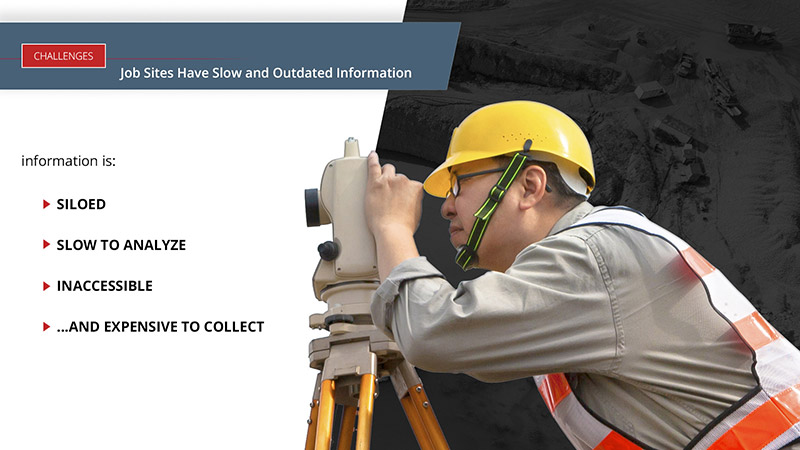 CHALLENGES
Job Sites Have Slow and Outdated Information
information is:
SILOED
SLOW TO ANALYZE
INACCESSIBLE
...AND EXPENSIVE TO COLLECT